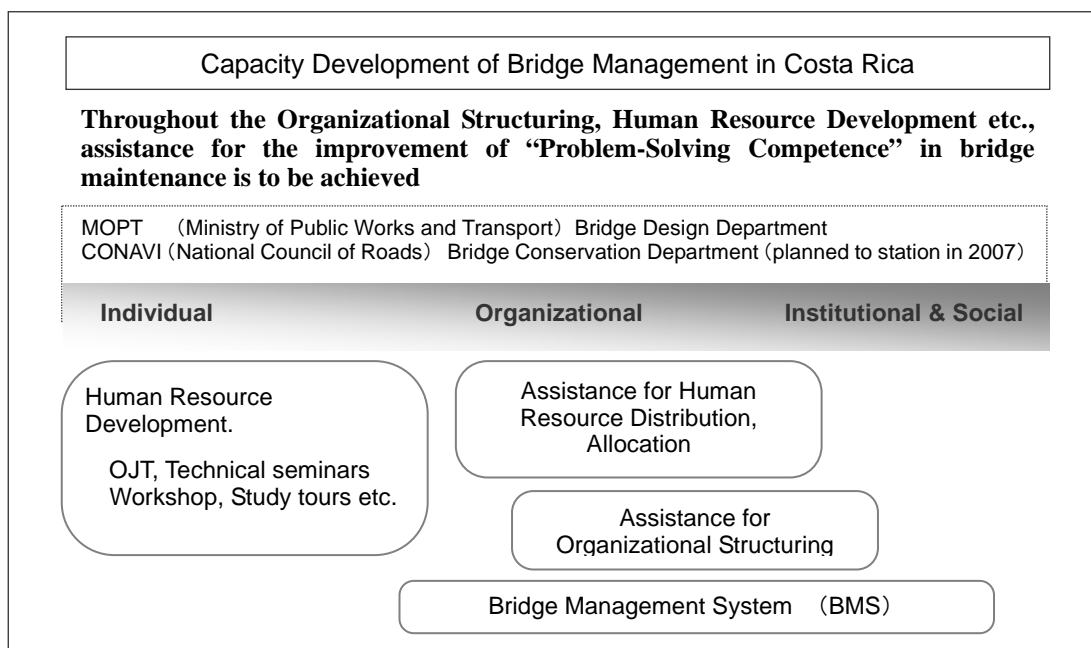 Capacity Development of Bridge Management in Costa Rica
Throughout the Organizational Structuring, Human Resource Development etc.,
assistance for the improvement of “Problem-Solving Competence” in bridge
maintenance is to be achieved
MOPT （Ministry of Public Works and Transport）Bridge Design Department
CONAVI（National Council of Roads） Bridge Conservation Department（planned to station in 2007）
Individual Organizational Institutional & Social
Human Resource
Development.
OJT, Technical seminars
Workshop, Study tours etc.
Assistance for Human
Resource Distribution,
Allocation
Assistance for
Organizational Structuring
Bridge Management System （BMS）